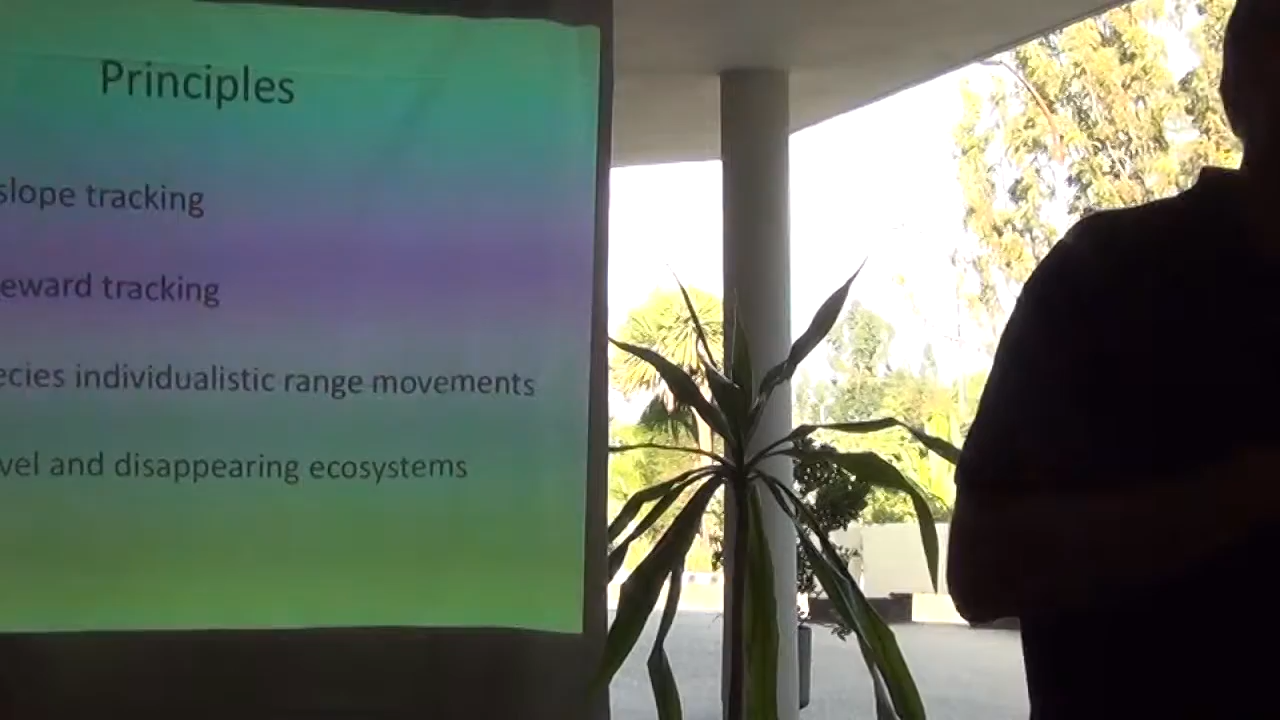 Principles
slope tracking
eward tracking
ecies individualistic range movements
vel and disappearing ecosystems